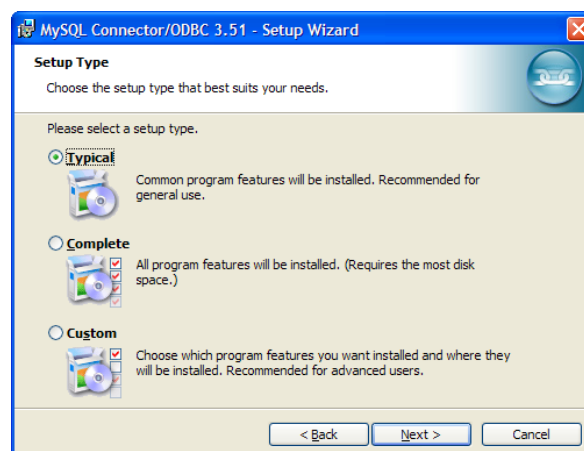 MySQL Connector/ODBC 3.51 - Setup Wizard
Setup Type
Choose the setup type that best suits your needs.
Please select a setup type.
Typical
Common program features will be installed. Recommended for
general use.
Complete
All program features will be installed. (Requires the most disk
space.)
Custom
Choose which program features you want installed and where they
will be installed. Recommended for advanced users.
< Back
Next >
Cancel